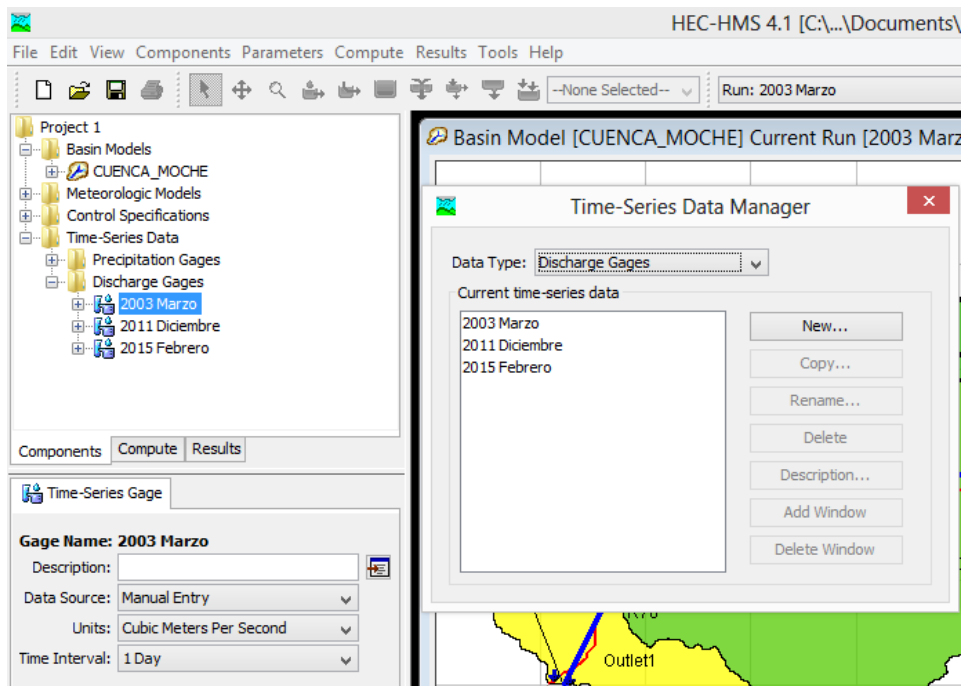 HEC-HMS 4.1 [C:\...\Documents\
File Edit View Components Parameters Compute Results Tools Help
--None Selected--
Run: 2003 Marzo
Project 1
Basin Models
CUENCA_MOCHE
Meteorologic Models
Control Specifications
Time-Series Data
Precipitation Gages
Discharge Gages
2003 Marzo
2011 Diciembre
2015 Febrero
Components Compute Results
Time-Series Gage
Gage Name: 2003 Marzo
Description:
Data Source: Manual Entry
Units: Cubic Meters Per Second
Time Interval: 1 Day
Basin Model [CUENCA_MOCHE] Current Run [2003 Marz
Time-Series Data Manager
Data Type: Discharge Gages
Current time-series data
2003 Marzo
2011 Diciembre
2015 Febrero
New...
Copy...
Rename...
Delete
Description...
Add Window
Delete Window
Outlet1